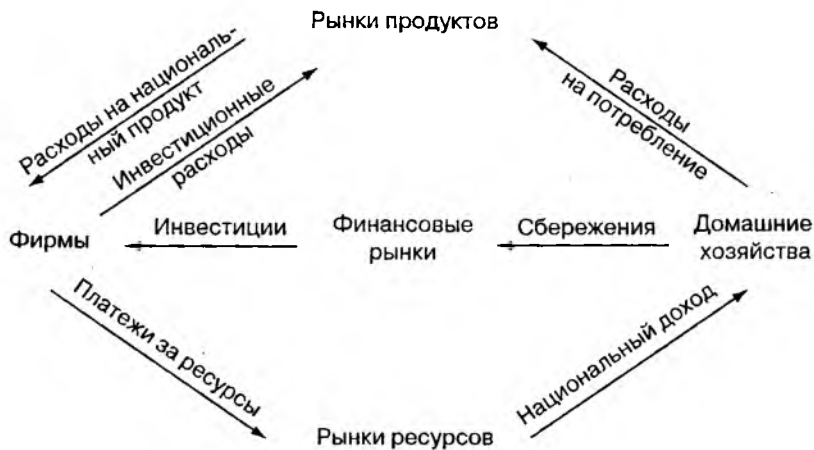 Рынки продуктов
Расходы на националь-
ный продукт
Инвестиционные
расходы
Расходы
на потребление
Фирмы
Инвестиции
Финансовые
рынки
Сбережения
Домашние
хозяйства
Платежи за ресурсы
Национальный доход
Рынки ресурсов